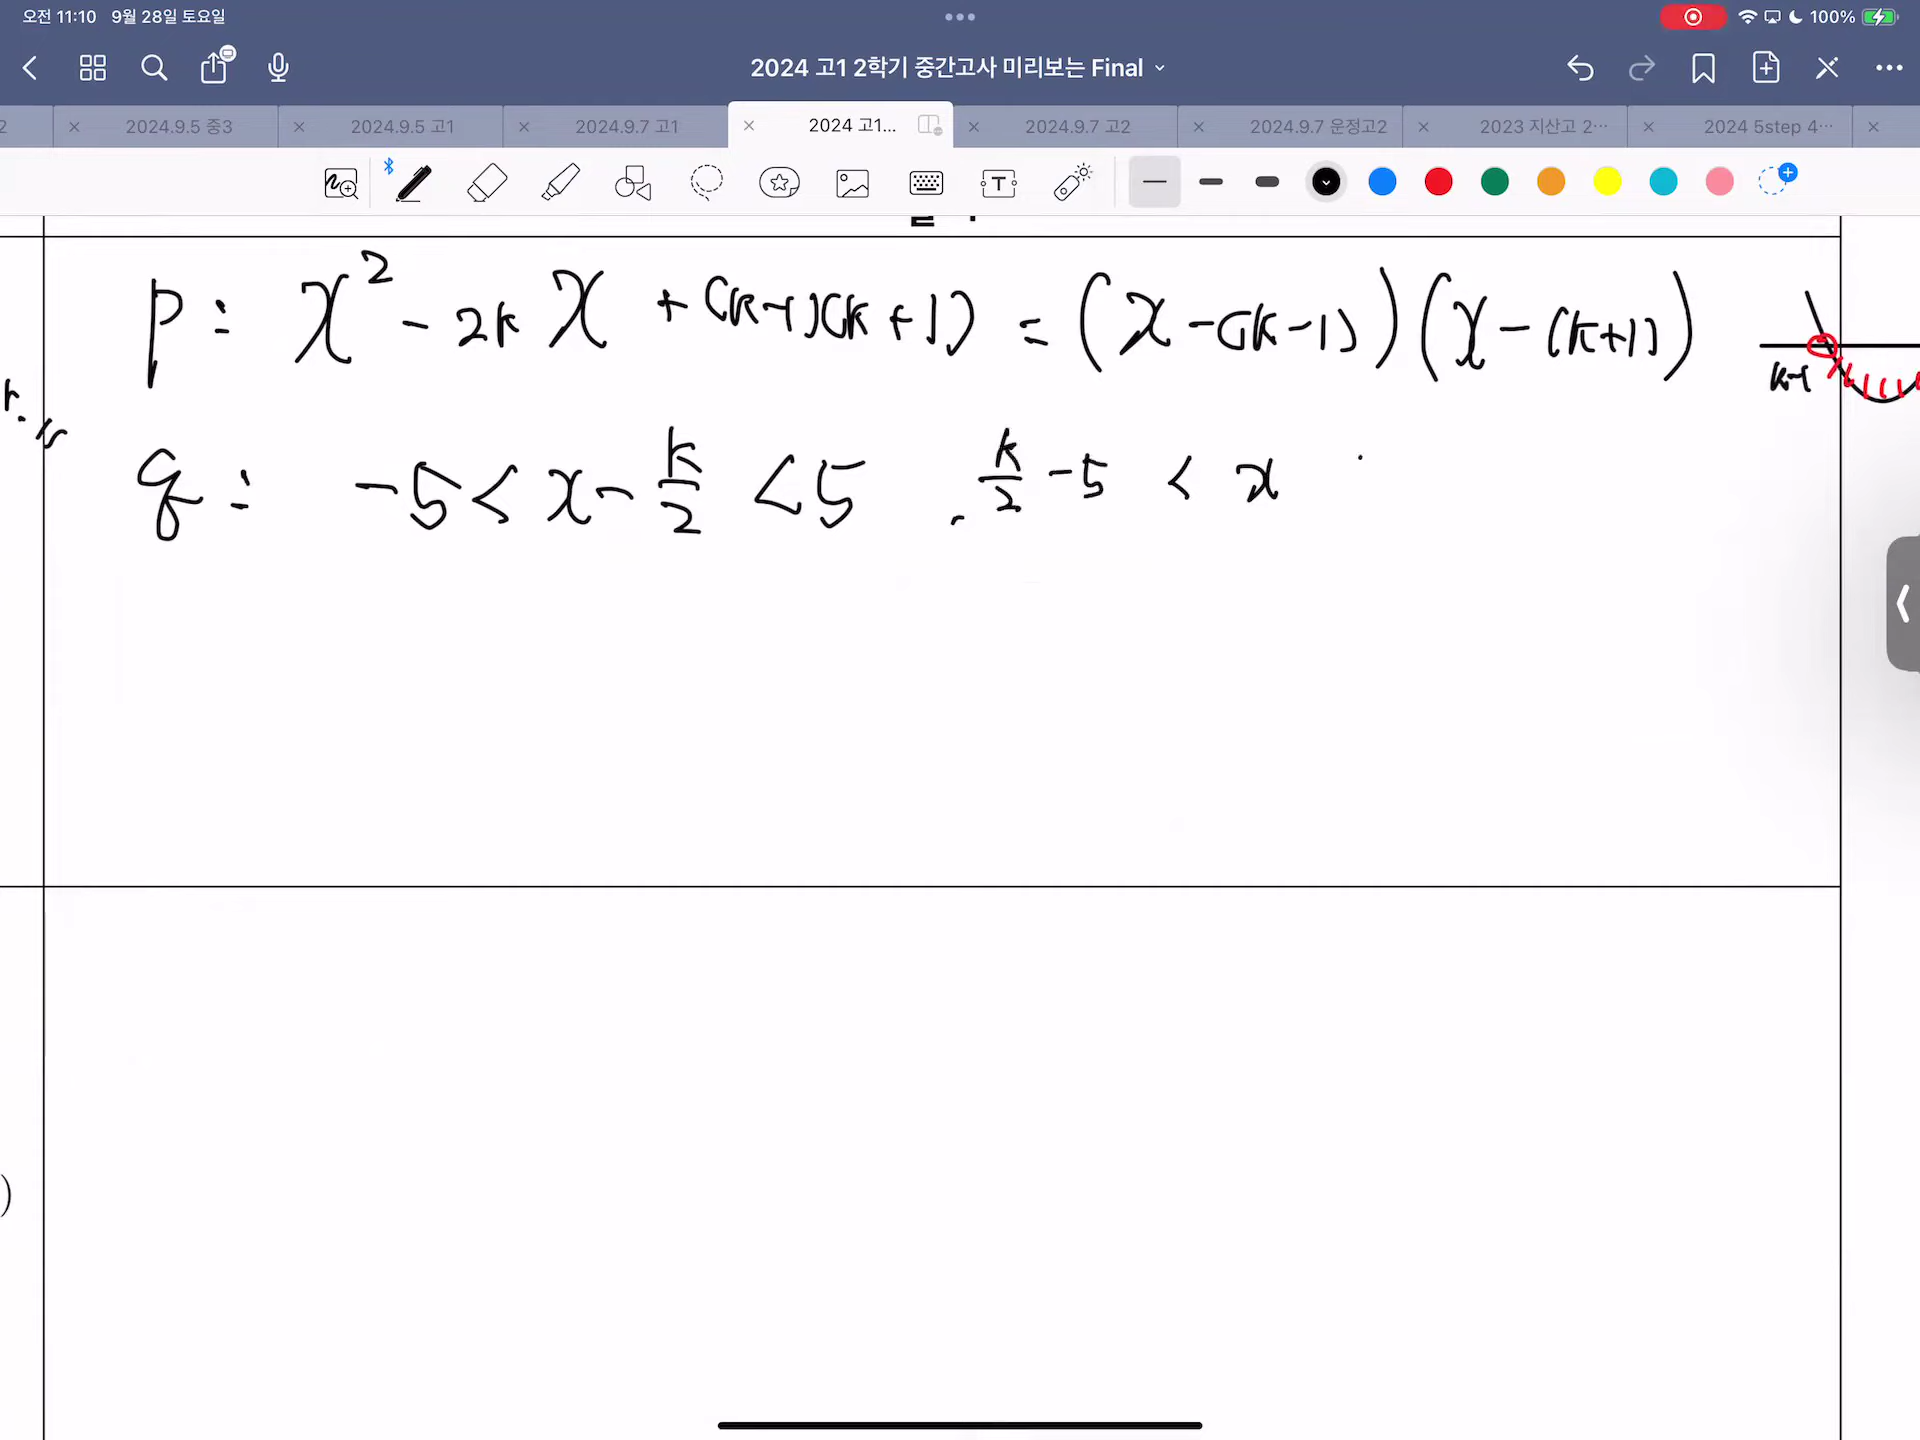 오전 11:10 9월 28일 토요일
100%
2024 고1 2학기 중간고사 미리보는 Final
2 2024.9.5 중3 2024.9.5 고1 2024.9.7 고1 2024 고1... 2024.9.7 고2 2024.9.7 운정고2 2023 지산고 2… 2024 5step 4…
T
p: x² - 2k x + (k-1)(k+1) = (x-(k-1))(x-(k+1))
k-1
q: -5 < x - k/2 < 5 k/2 - 5 < x
)